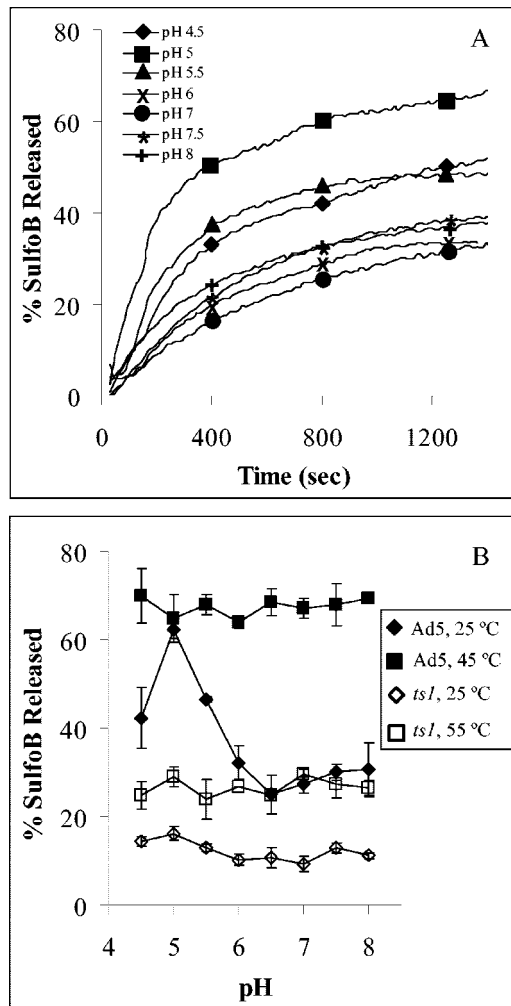 A
80
60
40
20
0
% SulfoB Released
pH 4.5
pH 5
pH 5.5
pH 6
pH 7
pH 7.5
pH 8
0 400 800 1200
Time (sec)
B
80
60
40
20
0
% SulfoB Released
Ad5, 25 ºC
Ad5, 45 ºC
ts1, 25 ºC
ts1, 55 ºC
4 5 6 7 8
pH